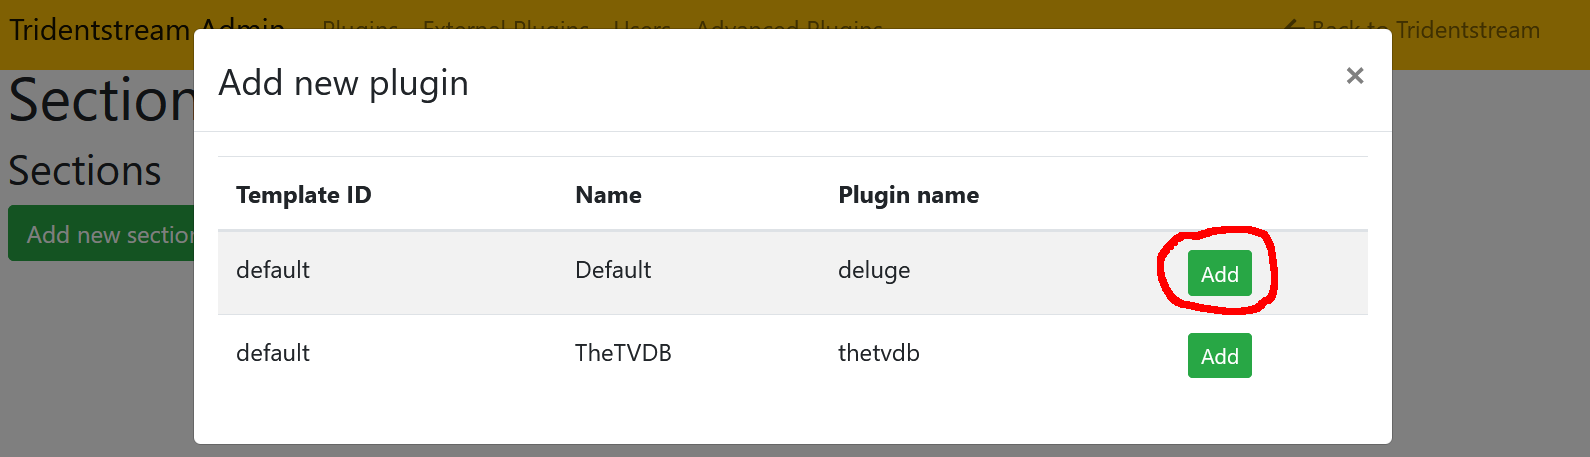 Tridentstream Admin Plugins External Plugins Users Advanced Plugins Back to Tridentstream
Add new plugin ×
Section
Sections
Add new section
Template ID Name Plugin name
default Default deluge Add
default TheTVDB thetvdb Add